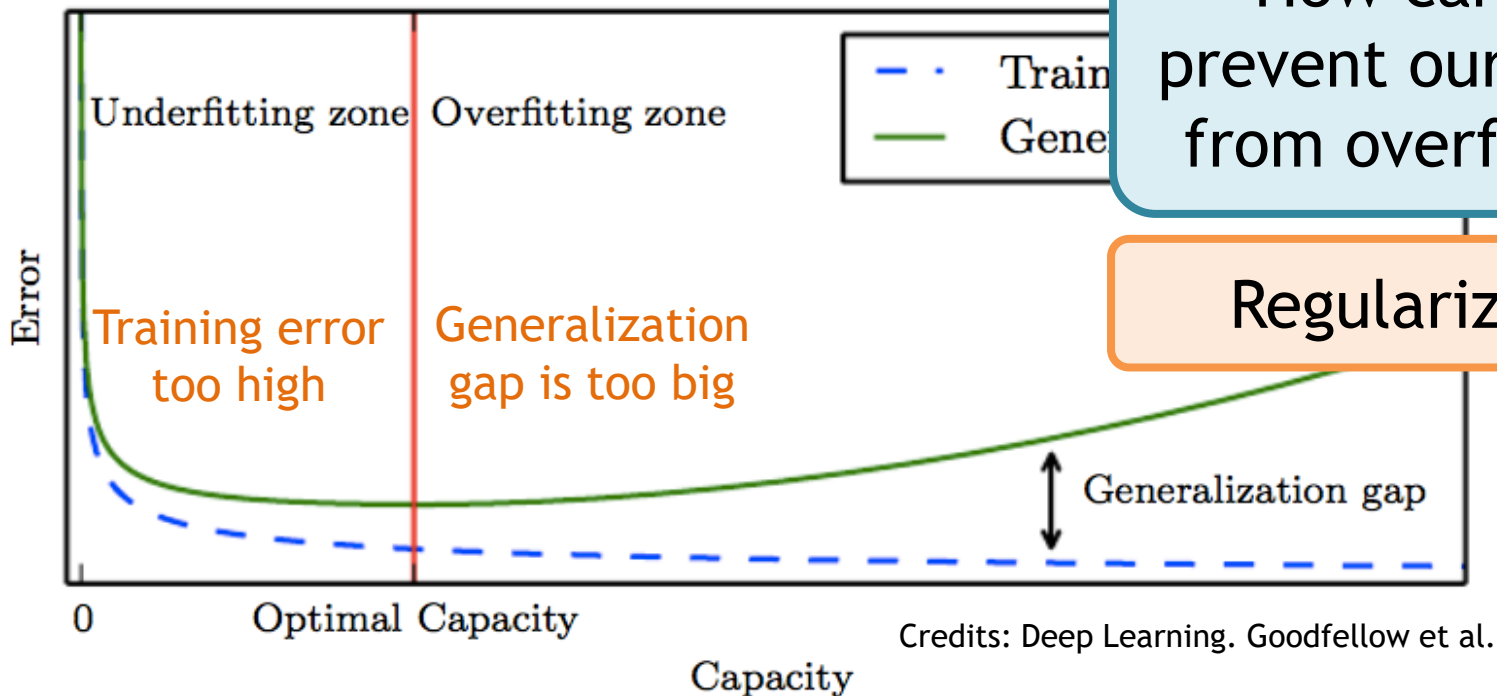 prevent our
from overf
Train
Gene
Underfitting zone
Overfitting zone
Regulariz
Error
Training error
too high
Generalization
gap is too big
Generalization gap
0
Optimal Capacity
Credits: Deep Learning. Goodfellow et al.
Capacity